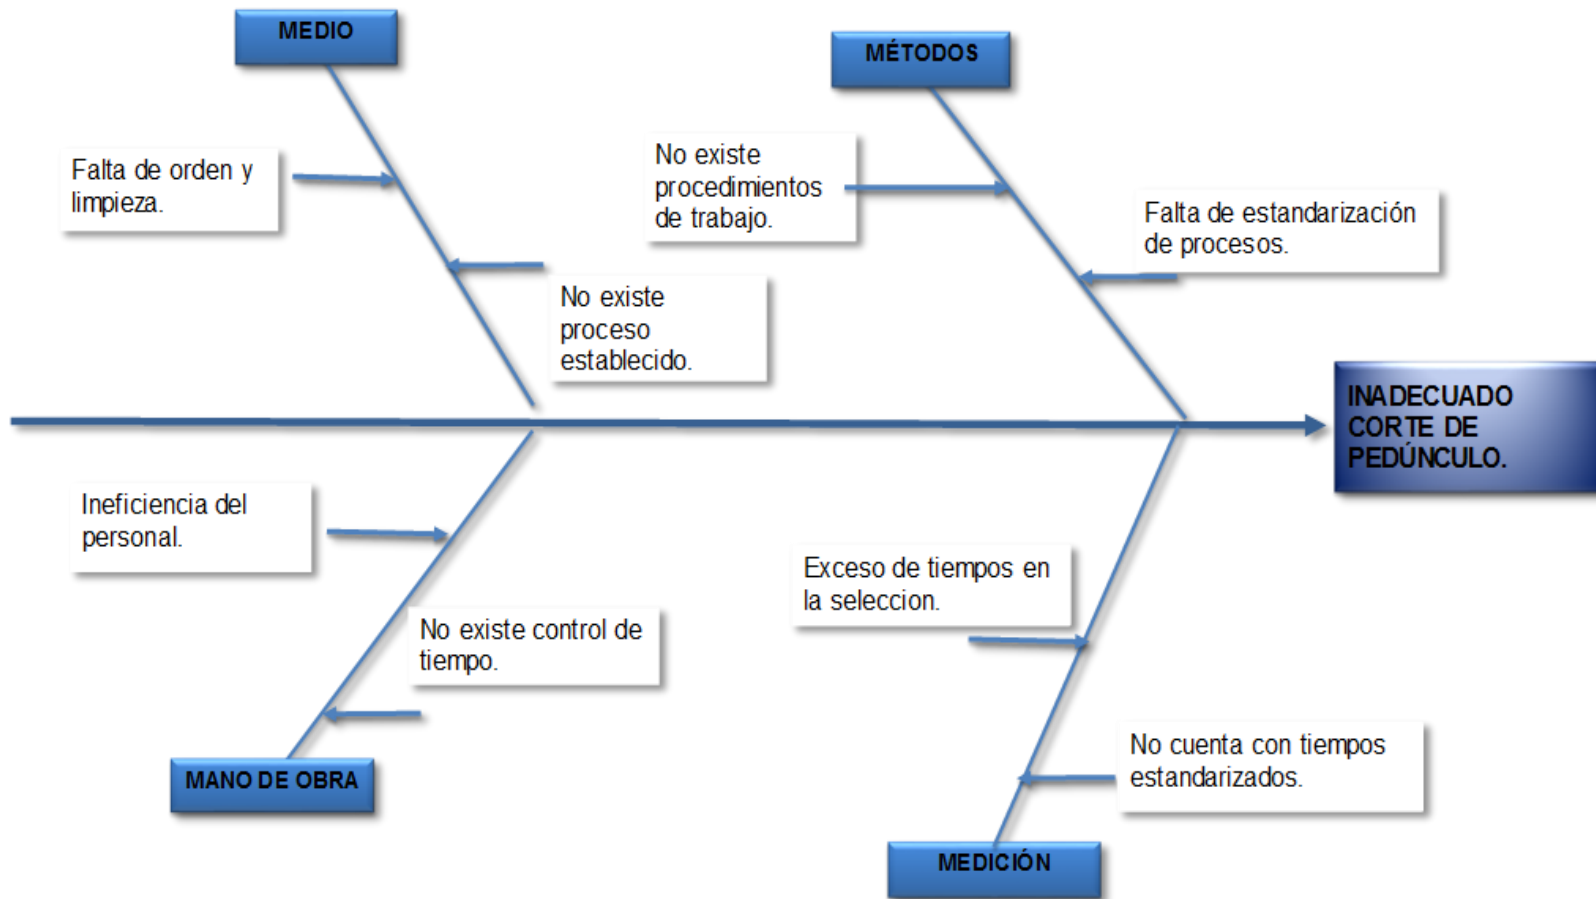 MEDIO
MÉTODOS
Falta de orden y
limpieza.
No existe
procedimientos
de trabajo.
Falta de estandarización
de procesos.
No existe
proceso
establecido.
INADECUADO
CORTE DE
PEDÚNCULO.
Ineficiencia del
personal.
Exceso de tiempos en
la seleccion.
No existe control de
tiempo.
No cuenta con tiempos
estandarizados.
MANO DE OBRA
MEDICIÓN